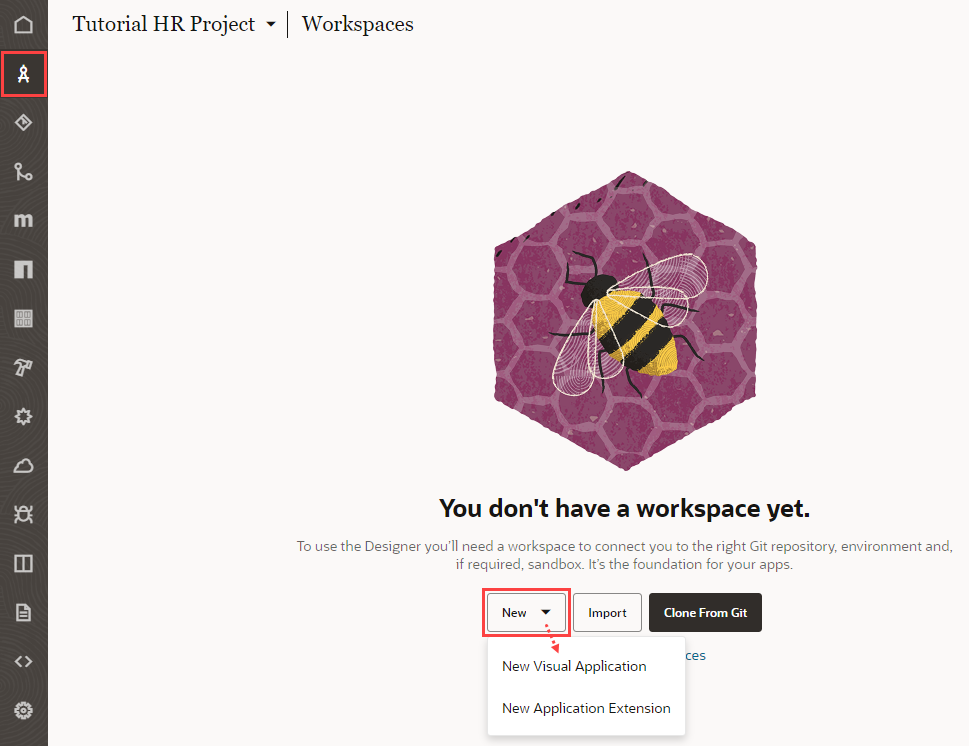 Tutorial HR Project
Workspaces
You don't have a workspace yet.
To use the Designer you'll need a workspace to connect you to the right Git repository, environment and,
if required, sandbox. It's the foundation for your apps.
New
Import
Clone From Git
New Visual Application
New Application Extension